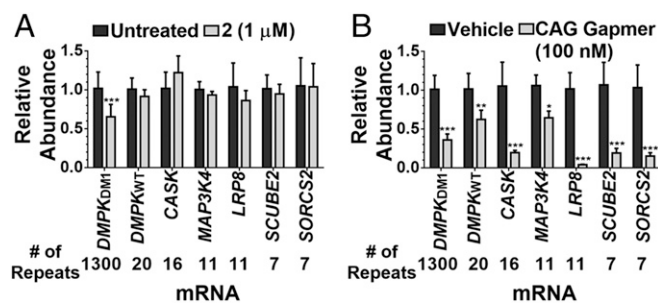 A
Untreated 2 (1 μM)
Relative
Abundance
1.5
1.0
0.5
0.0
***
DMPKDM1 DMPKWT CASK MAP3K4 LRP8 SCUBE2 SORCS2
# of
Repeats 1300 20 16 11 11 7 7
mRNA
B
Vehicle CAG Gapmer
(100 nM)
Relative
Abundance
1.5
1.0
0.5
0.0
*** ** *** * *** *** ***
DMPKDM1 DMPKWT CASK MAP3K4 LRP8 SCUBE2 SORCS2
# of
Repeats 1300 20 16 11 11 7 7
mRNA